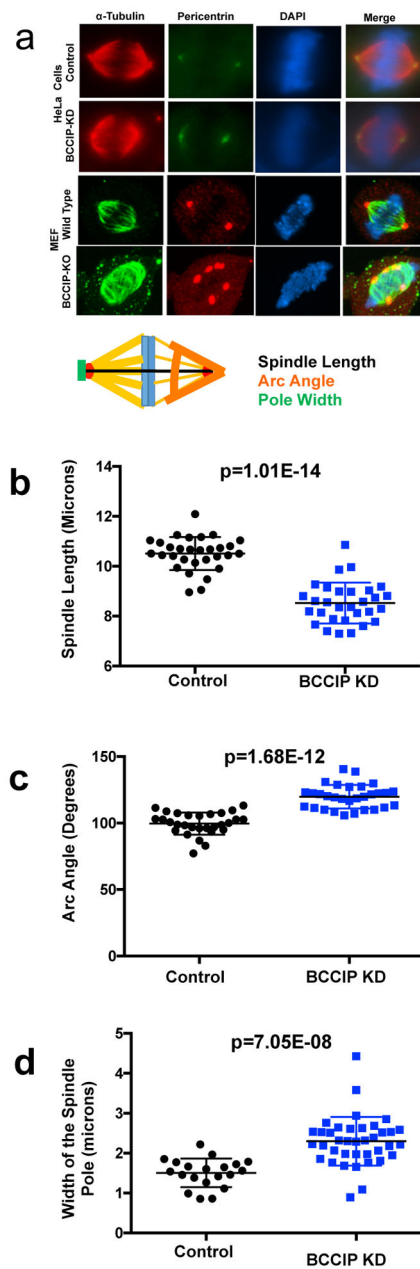 a
α-Tubulin Pericentrin DAPI Merge
HeLa Cells
Control
BCCIP-KD
MEF
Wild Type
BCCIP-KO
Spindle Length
Arc Angle
Pole Width
b
p=1.01E-14
Spindle Length (Microns)
14
12
10
8
6
Control BCCIP KD
c
p=1.68E-12
Arc Angle (Degrees)
150
100
50
0
Control BCCIP KD
d
p=7.05E-08
Width of the Spindle
Pole (microns)
5
4
3
2
1
0
Control BCCIP KD